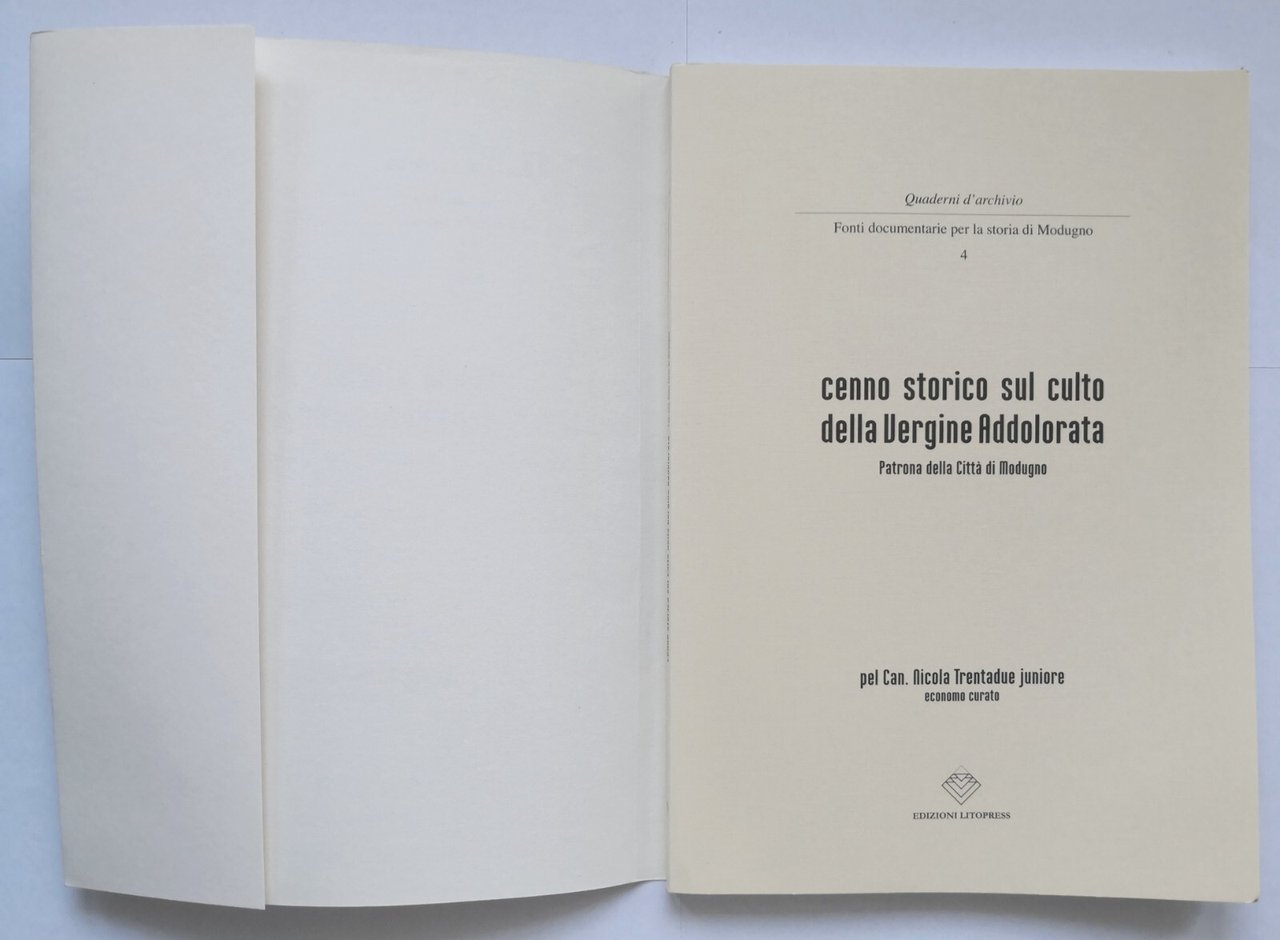 Quaderni d'archivio
Fonti documentarie per la storia di Modugno
4
cenno storico sul culto
della Vergine Addolorata
Patrona della Città di Modugno
pel Can. Nicola Trentadue juniore
economo curato
EDIZIONI LITOPRESS